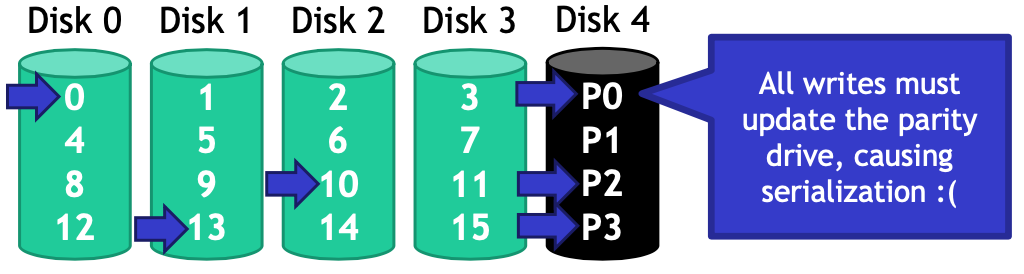 Disk 0 Disk 1 Disk 2 Disk 3 Disk 4
0 1 2 3 P0
4 5 6 7 P1
8 9 10 11 P2
12 13 14 15 P3
All writes must
update the parity
drive, causing
serialization :(